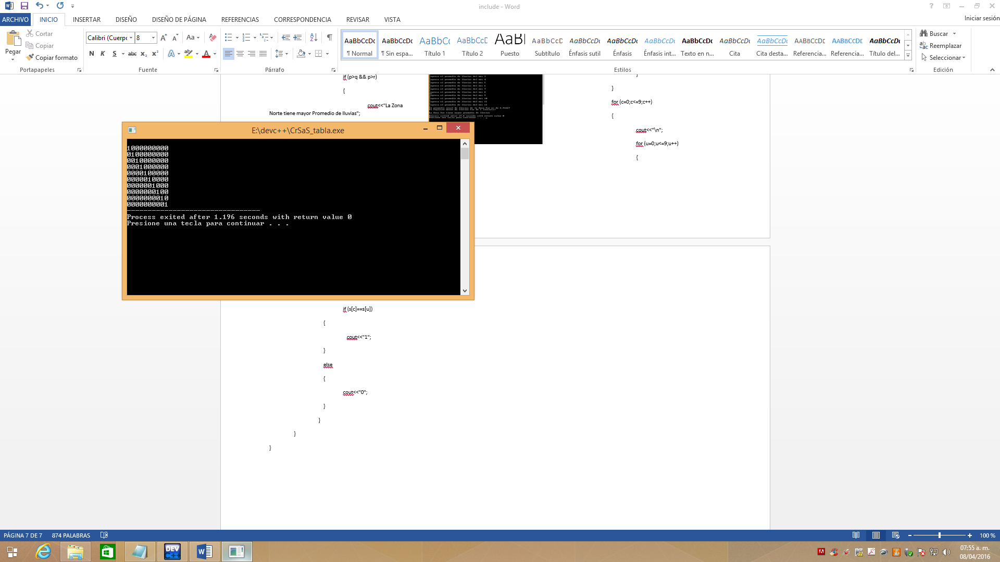 include - Word
ARCHIVO INICIO INSERTAR DISEÑO DISEÑO DE PÁGINA REFERENCIAS CORRESPONDENCIA REVISAR VISTA
Iniciar sesión
Pegar
Cortar
Copiar
Copiar formato
Portapapeles
Calibri (Cuerpo 8
N K S abc x₂ x²
Fuente
Párrafo
AaBbCcDc AaBbCcDc AaBbCc AaBbCcD AaB AaBbCcD AaBbCcDc AaBbCcDc AaBbCcDc AaBbCcDc AaBbCcDc AaBbCcDc AABBCCDD AABBCCDD AaBbCcDc
¶ Normal ¶ Sin espa... Título 1 Título 2 Puesto Subtítulo Énfasis sutil Énfasis Énfasis int... Texto en n... Cita Cita desta... Referencia... Referencia... Título del...
Estilos
Buscar
Reemplazar
Seleccionar
Edición
if (p>q && p>r)
{
cout<<"La Zona
Norte tiene mayor Promedio de lluvias";
}
}
for (c=0;c<=9;c++)
{
cout<<"\n";
for (u=0;u<=9;u++)
{
E:\devc++\CrSaS_tabla.exe
1000000000
0100000000
0010000000
0001000000
0000100000
0000010000
0000001000
0000000100
0000000010
0000000001
--------------------------------
Process exited after 1.196 seconds with return value 0
Presione una tecla para continuar . . .
if (s[c]==s[u])
{
cout<<"1";
}
else
{
cout<<"0";
}
}
}
}
PÁGINA 7 DE 7 874 PALABRAS
100 %
DEV C++
07:55 a. m.
08/04/2016